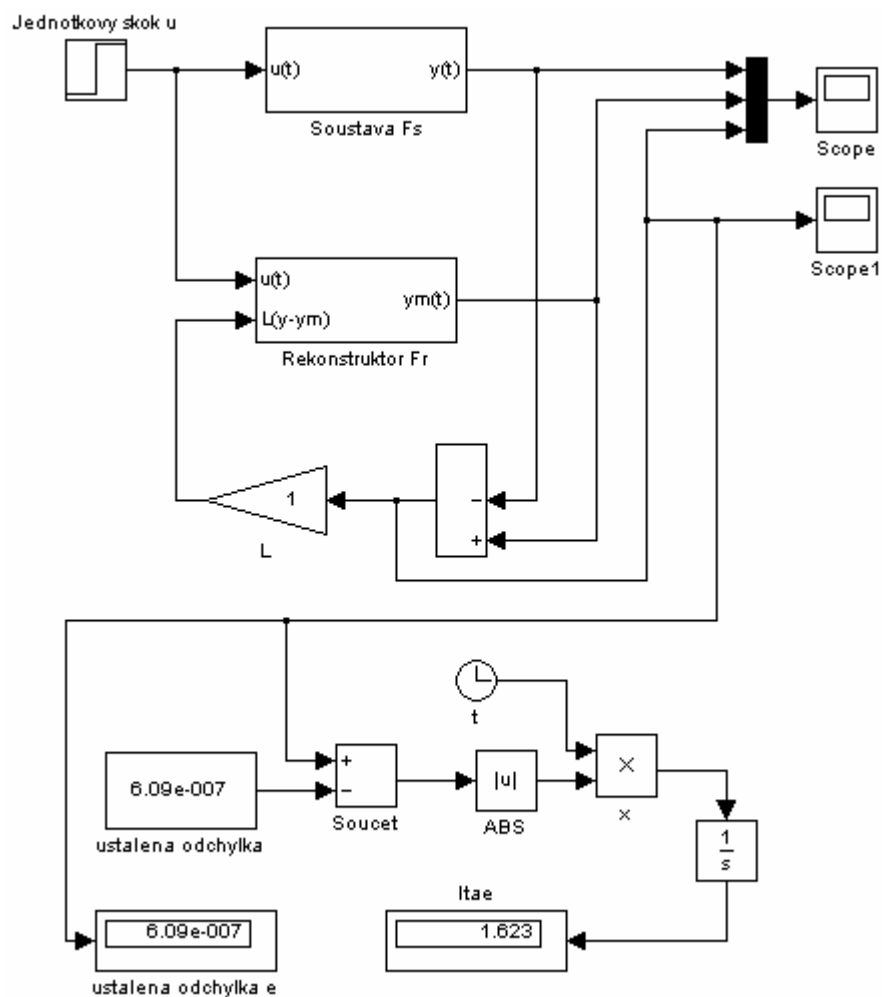 Jednotkovy skok u
u(t) y(t)
Soustava Fs
Scope
Scope1
u(t)
L(y-ym) ym(t)
Rekonstruktor Fr
1
L
−
+
t
6.09e-007
ustalena odchylka
+
−
Soucet
|u|
ABS
×
x
1
s
6.09e-007
ustalena odchylka e
Itae
1.623